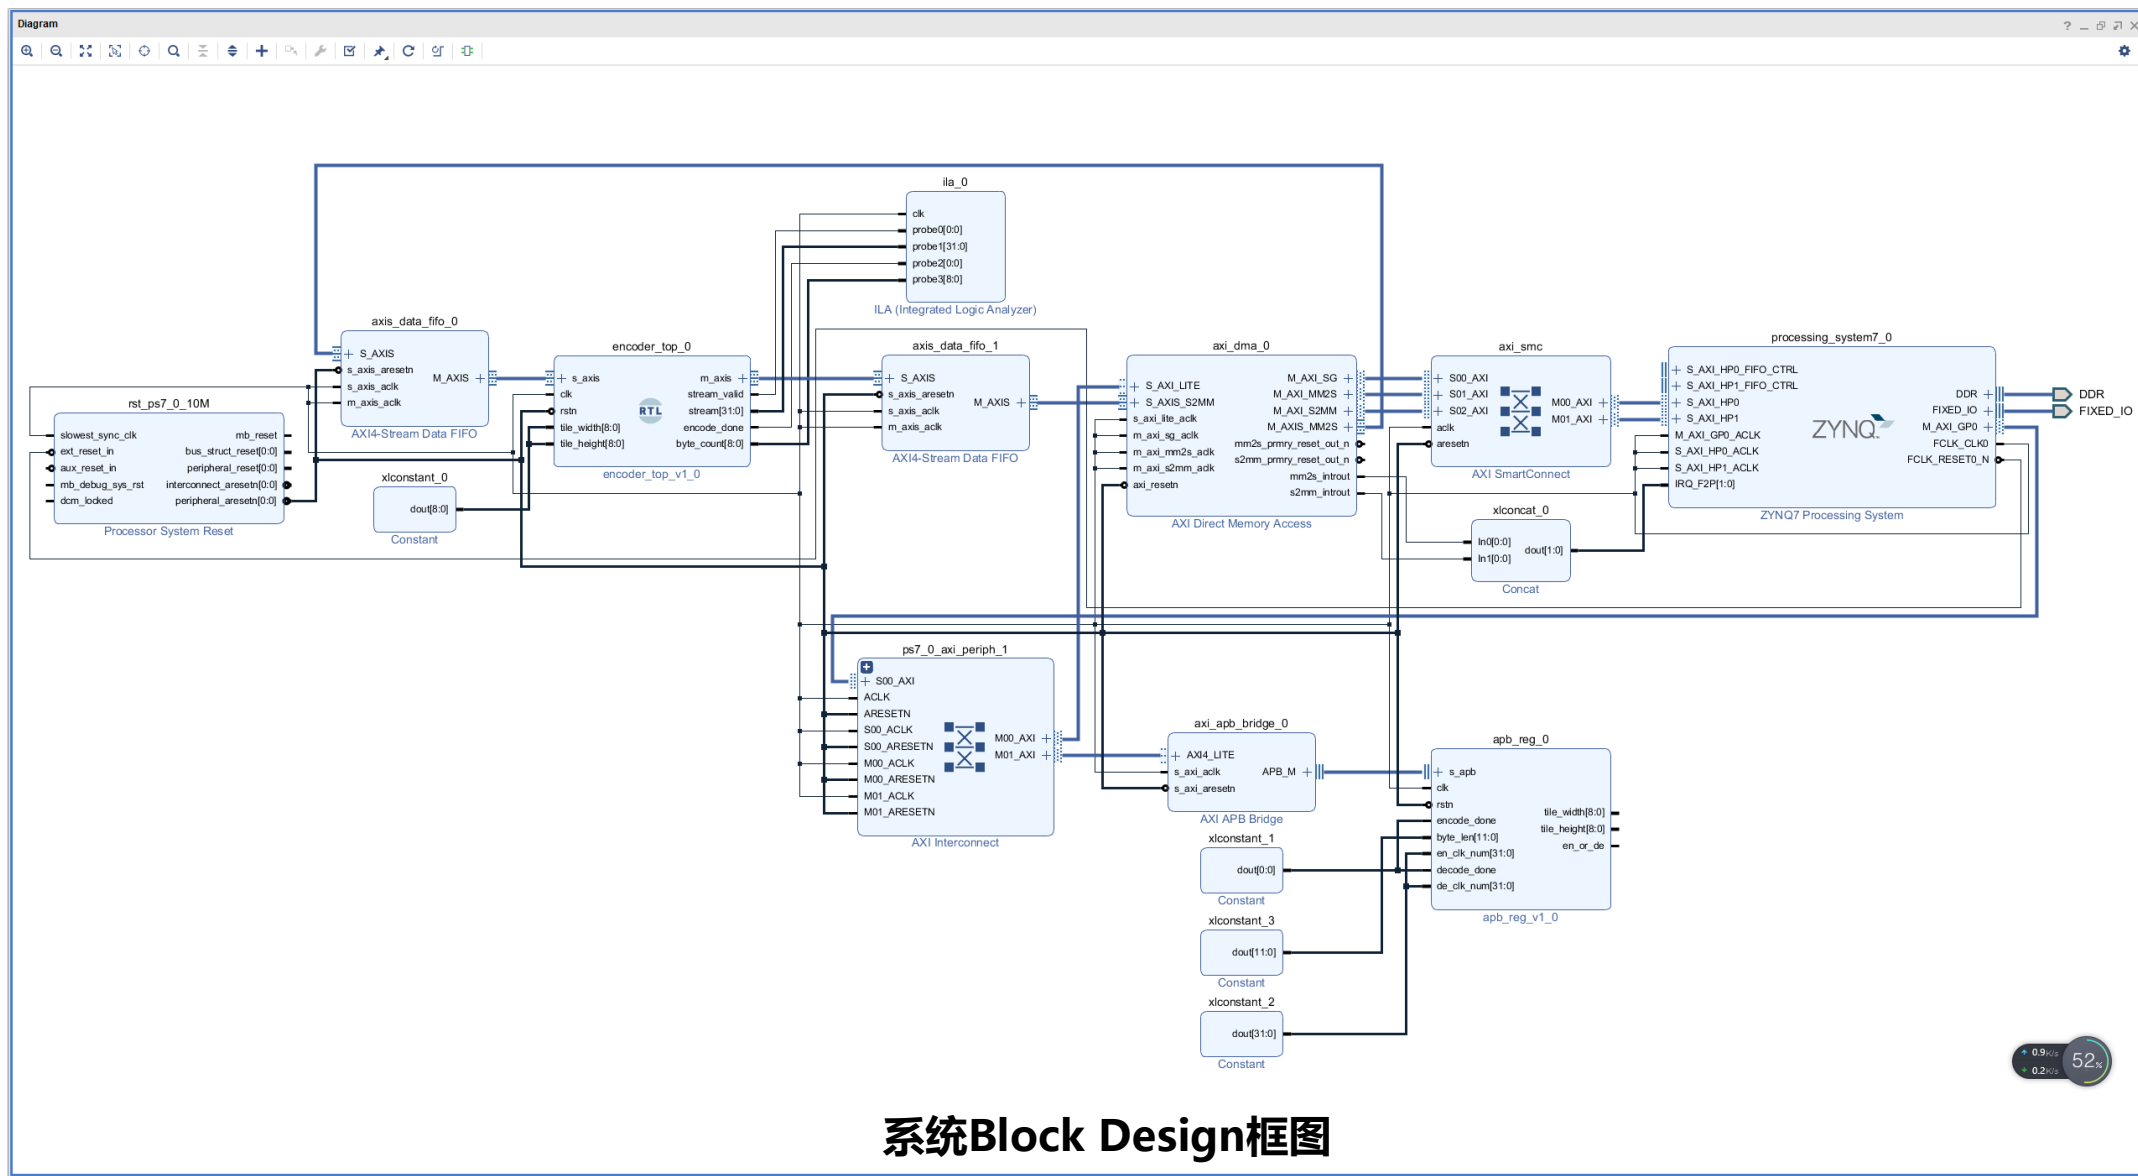 Diagram
ila_0
clk
probe0[0:0]
probe1[31:0]
probe2[0:0]
probe3[8:0]
ILA (Integrated Logic Analyzer)
axis_data_fifo_0
S_AXIS
s_axis_aresetn
s_axis_aclk
m_axis_aclk
M_AXIS
AXI4-Stream Data FIFO
rst_ps7_0_10M
slowest_sync_clk
ext_reset_in
aux_reset_in
mb_debug_sys_rst
dcm_locked
mb_reset
bus_struct_reset[0:0]
peripheral_reset[0:0]
interconnect_aresetn[0:0]
peripheral_aresetn[0:0]
Processor System Reset
xlconstant_0
dout[8:0]
Constant
encoder_top_0
s_axis
clk
rstn
tile_width[8:0]
tile_height[8:0]
RTL
m_axis
stream_valid
stream[31:0]
encode_done
byte_count[8:0]
encoder_top_v1_0
axis_data_fifo_1
S_AXIS
s_axis_aresetn
s_axis_aclk
m_axis_aclk
M_AXIS
AXI4-Stream Data FIFO
axi_dma_0
S_AXI_LITE
S_AXIS_S2MM
s_axi_lite_aclk
m_axi_sg_aclk
m_axi_mm2s_aclk
m_axi_s2mm_aclk
axi_resetn
M_AXI_SG
M_AXI_MM2S
M_AXI_S2MM
M_AXIS_MM2S
mm2s_prmry_reset_out_n
s2mm_prmry_reset_out_n
mm2s_introut
s2mm_introut
AXI Direct Memory Access
axi_smc
S00_AXI
S01_AXI
S02_AXI
aclk
aresetn
M00_AXI
M01_AXI
AXI SmartConnect
xlconcat_0
In0[0:0]
In1[0:0]
dout[1:0]
Concat
processing_system7_0
S_AXI_HP0_FIFO_CTRL
S_AXI_HP1_FIFO_CTRL
S_AXI_HP0
S_AXI_HP1
M_AXI_GP0_ACLK
S_AXI_HP0_ACLK
S_AXI_HP1_ACLK
IRQ_F2P[1:0]
ZYNQ
DDR
FIXED_IO
M_AXI_GP0
FCLK_CLK0
FCLK_RESET0_N
ZYNQ7 Processing System
DDR
FIXED_IO
ps7_0_axi_periph_1
S00_AXI
ACLK
ARESETN
S00_ACLK
S00_ARESETN
M00_ACLK
M00_ARESETN
M01_ACLK
M01_ARESETN
M00_AXI
M01_AXI
AXI Interconnect
axi_apb_bridge_0
AXI4_LITE
s_axi_aclk
s_axi_aresetn
APB_M
AXI APB Bridge
xlconstant_1
dout[0:0]
Constant
xlconstant_3
dout[11:0]
Constant
xlconstant_2
dout[31:0]
Constant
apb_reg_0
s_apb
clk
rstn
encode_done
byte_len[11:0]
en_clk_num[31:0]
decode_done
de_clk_num[31:0]
tile_width[8:0]
tile_height[8:0]
en_or_de
apb_reg_v1_0
0.9K/s
0.2K/s
52%
系统Block Design框图